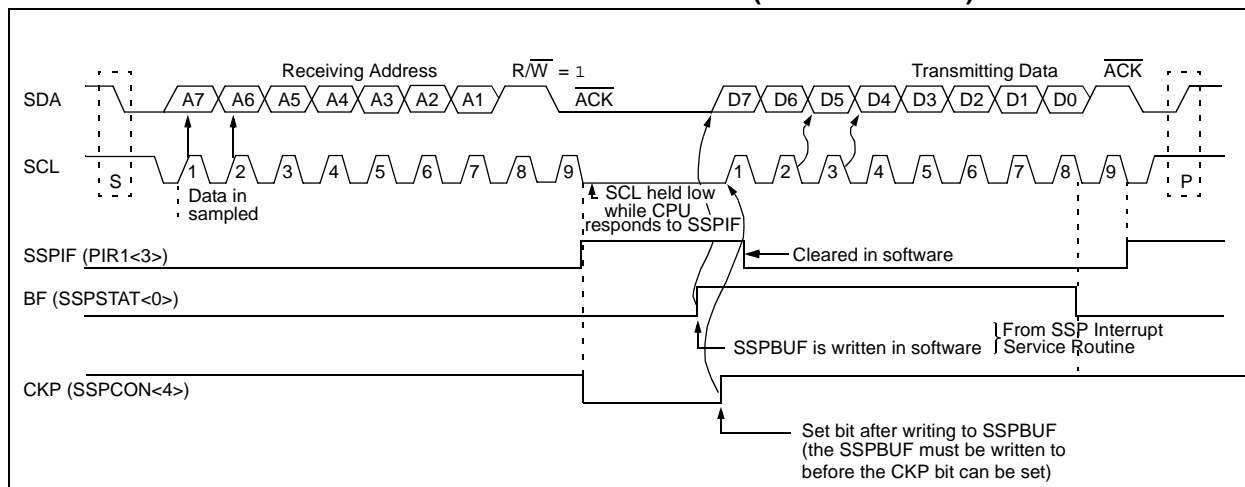 Receiving Address
R/W = 1
ACK
Transmitting Data
ACK
SDA
A7 A6 A5 A4 A3 A2 A1
D7 D6 D5 D4 D3 D2 D1 D0
SCL
S
1 2 3 4 5 6 7 8 9
1 2 3 4 5 6 7 8 9
P
Data in
sampled
SCL held low
while CPU
responds to SSPIF
SSPIF (PIR1<3>)
Cleared in software
BF (SSPSTAT<0>)
SSPBUF is written in software
From SSP Interrupt
Service Routine
CKP (SSPCON<4>)
Set bit after writing to SSPBUF
(the SSPBUF must be written to
before the CKP bit can be set)